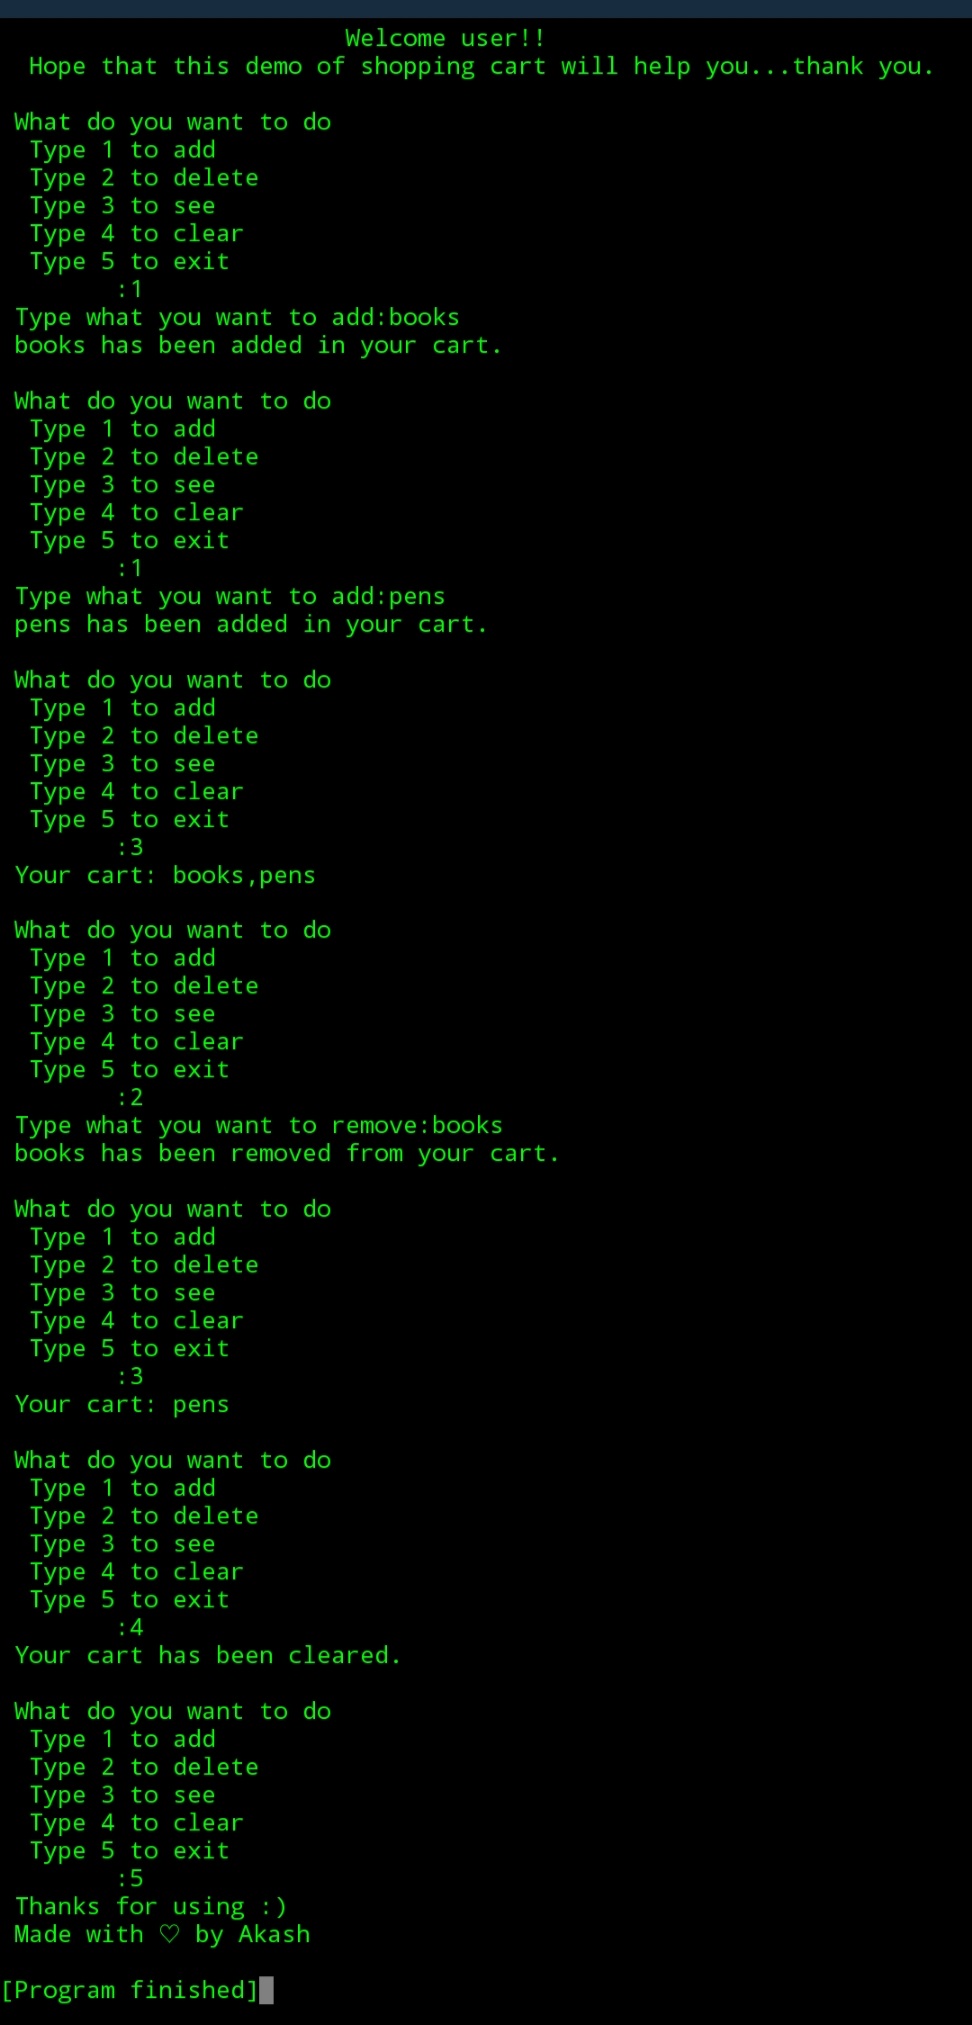 Welcome user!!
Hope that this demo of shopping cart will help you...thank you.
What do you want to do
Type 1 to add
Type 2 to delete
Type 3 to see
Type 4 to clear
Type 5 to exit
:1
Type what you want to add:books
books has been added in your cart.
What do you want to do
Type 1 to add
Type 2 to delete
Type 3 to see
Type 4 to clear
Type 5 to exit
:1
Type what you want to add:pens
pens has been added in your cart.
What do you want to do
Type 1 to add
Type 2 to delete
Type 3 to see
Type 4 to clear
Type 5 to exit
:3
Your cart: books,pens
What do you want to do
Type 1 to add
Type 2 to delete
Type 3 to see
Type 4 to clear
Type 5 to exit
:2
Type what you want to remove:books
books has been removed from your cart.
What do you want to do
Type 1 to add
Type 2 to delete
Type 3 to see
Type 4 to clear
Type 5 to exit
:3
Your cart: pens
What do you want to do
Type 1 to add
Type 2 to delete
Type 3 to see
Type 4 to clear
Type 5 to exit
:4
Your cart has been cleared.
What do you want to do
Type 1 to add
Type 2 to delete
Type 3 to see
Type 4 to clear
Type 5 to exit
:5
Thanks for using :)
Made with ♡ by Akash
[Program finished]